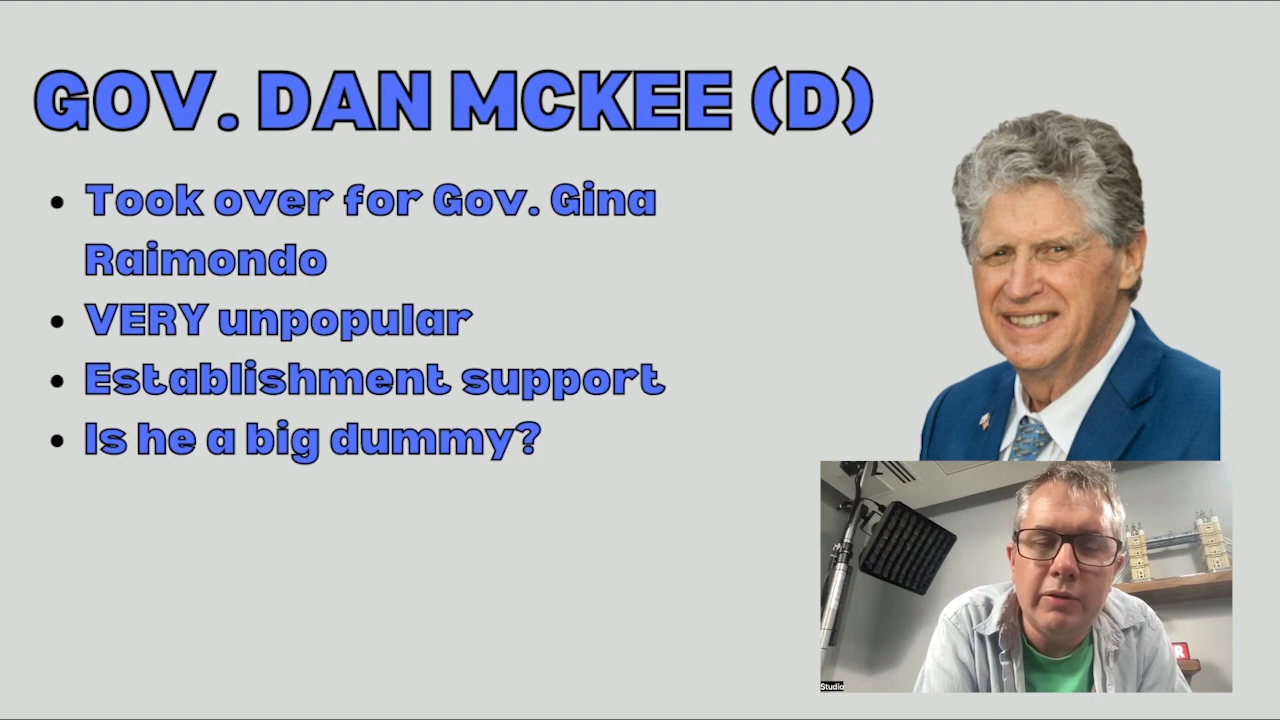 GOV. DAN MCKEE (D)
Took over for Gov. Gina
Raimondo
VERY unpopular
Establishment support
Is he a big dummy?
Studio
R